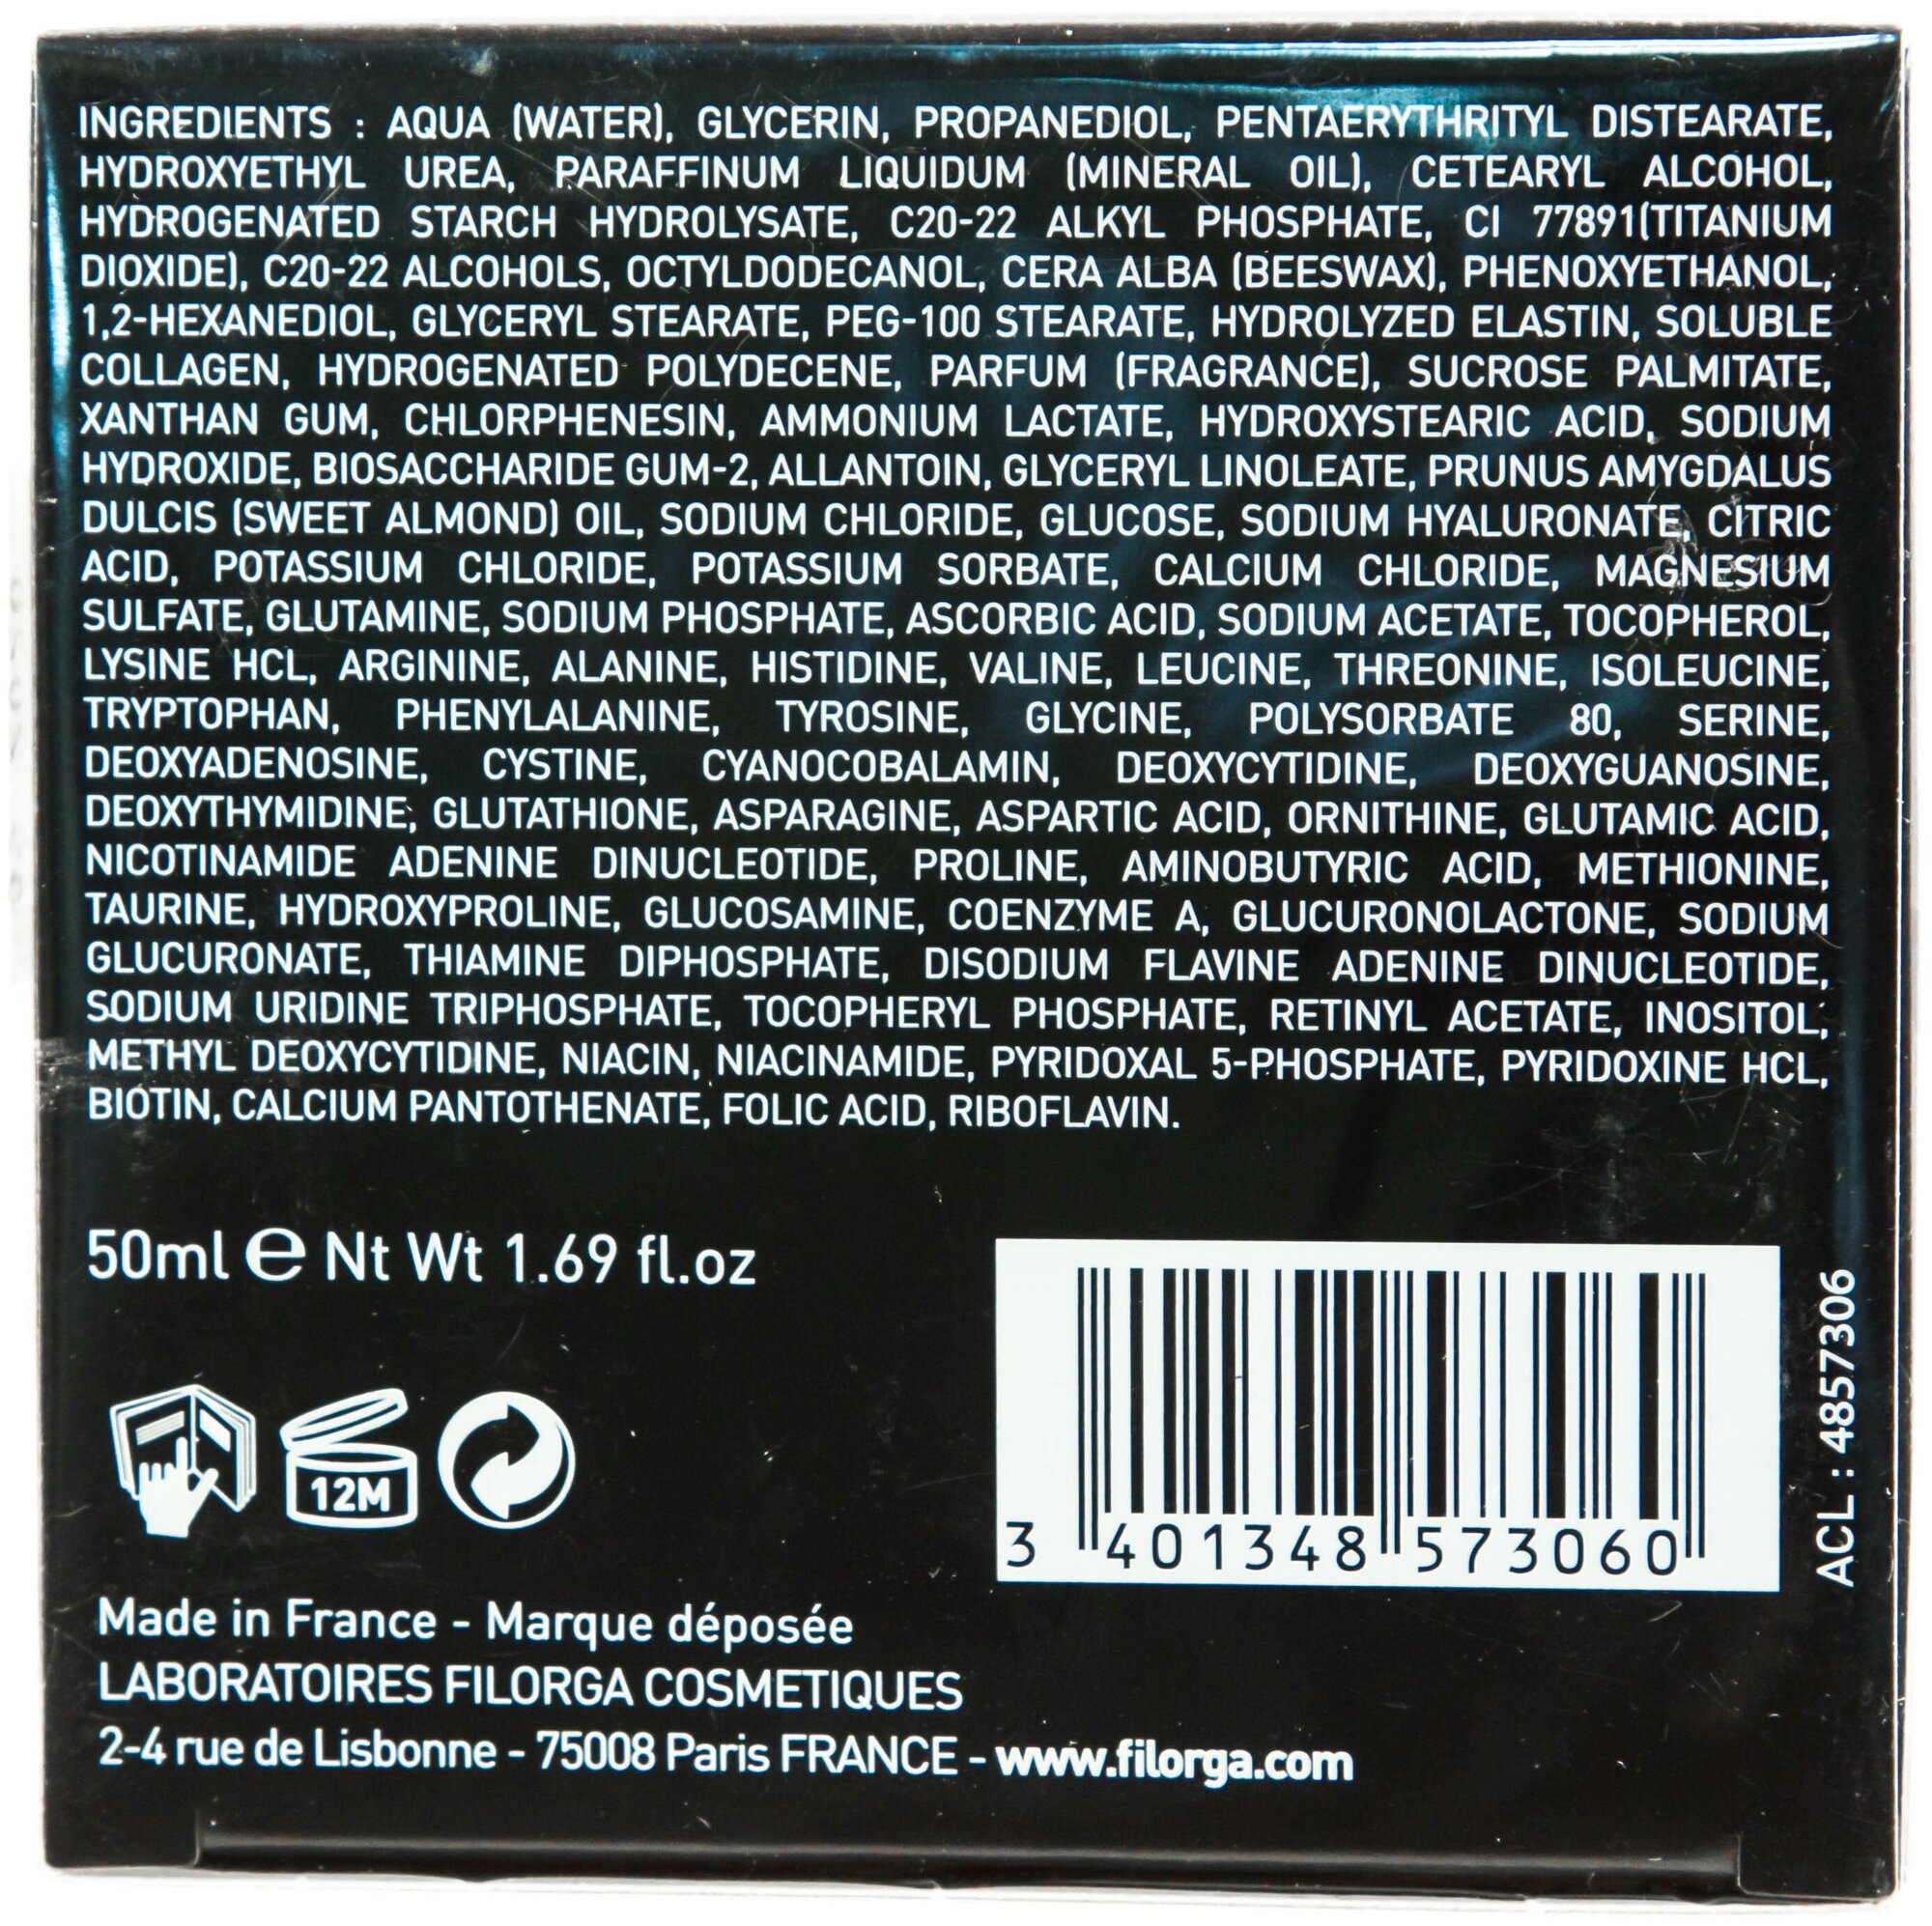 INGREDIENTS : AQUA (WATER), GLYCERIN, PROPANEDIOL, PENTAERYTHRITYL DISTEARATE,
HYDROXYETHYL UREA, PARAFFINUM LIQUIDUM (MINERAL OIL), CETEARYL ALCOHOL,
HYDROGENATED STARCH HYDROLYSATE, C20-22 ALKYL PHOSPHATE, CI 77891(TITANIUM
DIOXIDE), C20-22 ALCOHOLS, OCTYLDODECANOL, CERA ALBA (BEESWAX), PHENOXYETHANOL,
1,2-HEXANEDIOL, GLYCERYL STEARATE, PEG-100 STEARATE, HYDROLYZED ELASTIN, SOLUBLE
COLLAGEN, HYDROGENATED POLYDECENE, PARFUM (FRAGRANCE), SUCROSE PALMITATE,
XANTHAN GUM, CHLORPHENESIN, AMMONIUM LACTATE, HYDROXYSTEARIC ACID, SODIUM
HYDROXIDE, BIOSACCHARIDE GUM-2, ALLANTOIN, GLYCERYL LINOLEATE, PRUNUS AMYGDALUS
DULCIS (SWEET ALMOND) OIL, SODIUM CHLORIDE, GLUCOSE, SODIUM HYALURONATE, CITRIC
ACID, POTASSIUM CHLORIDE, POTASSIUM SORBATE, CALCIUM CHLORIDE, MAGNESIUM
SULFATE, GLUTAMINE, SODIUM PHOSPHATE, ASCORBIC ACID, SODIUM ACETATE, TOCOPHEROL,
LYSINE HCL, ARGININE, ALANINE, HISTIDINE, VALINE, LEUCINE, THREONINE, ISOLEUCINE,
TRYPTOPHAN, PHENYLALANINE, TYROSINE, GLYCINE, POLYSORBATE 80, SERINE,
DEOXYADENOSINE, CYSTINE, CYANOCOBALAMIN, DEOXYCYTIDINE, DEOXYGUANOSINE,
DEOXYTHYMIDINE, GLUTATHIONE, ASPARAGINE, ASPARTIC ACID, ORNITHINE, GLUTAMIC ACID,
NICOTINAMIDE ADENINE DINUCLEOTIDE, PROLINE, AMINOBUTYRIC ACID, METHIONINE,
TAURINE, HYDROXYPROLINE, GLUCOSAMINE, COENZYME A, GLUCURONOLACTONE, SODIUM
GLUCURONATE, THIAMINE DIPHOSPHATE, DISODIUM FLAVINE ADENINE DINUCLEOTIDE,
SODIUM URIDINE TRIPHOSPHATE, TOCOPHERYL PHOSPHATE, RETINYL ACETATE, INOSITOL,
METHYL DEOXYCYTIDINE, NIACIN, NIACINAMIDE, PYRIDOXAL 5-PHOSPHATE, PYRIDOXINE HCL,
BIOTIN, CALCIUM PANTOTHENATE, FOLIC ACID, RIBOFLAVIN.
50ml e Nt Wt 1.69 fl.oz
12M
3 401348 573060
ACL : 4857306
Made in France - Marque déposée
LABORATOIRES FILORGA COSMETIQUES
2-4 rue de Lisbonne - 75008 Paris FRANCE - www.filorga.com